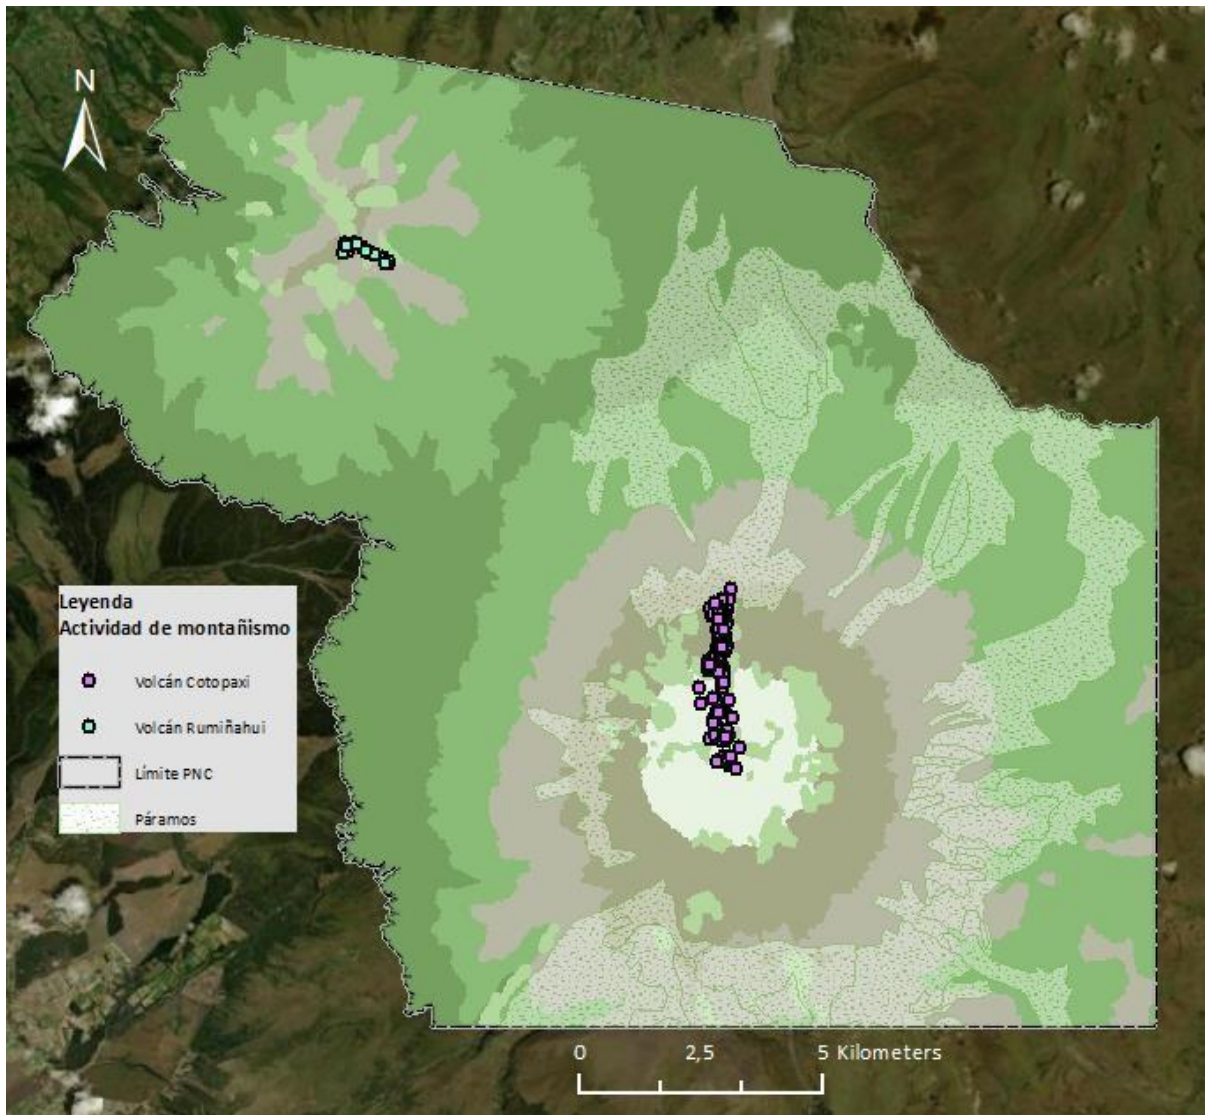 N
Leyenda
Actividad de montañismo
Volcán Cotopaxi
Volcán Rumiñahui
Límite PNC
Páramos
0 2,5 5 Kilometers